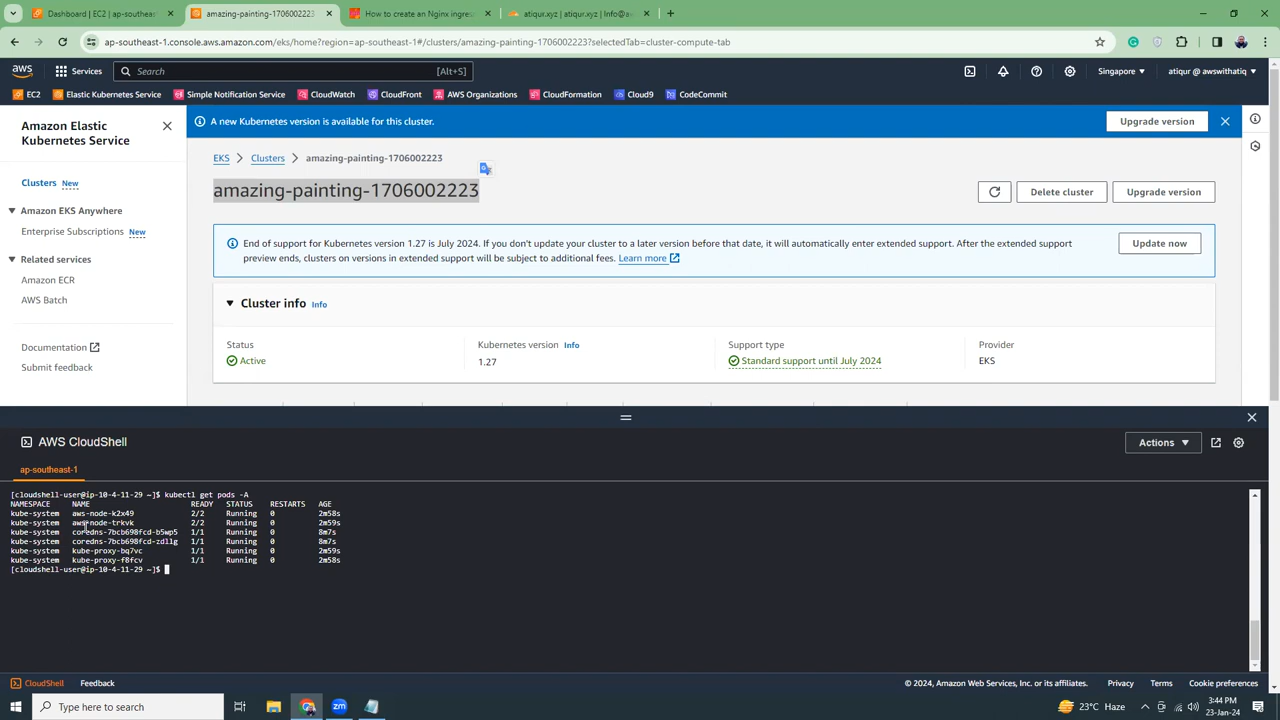 Dashboard | EC2 | ap-southeast
amazing-painting-1706002223
How to create an Nginx ingre
atiqur.xyz | atiqur.xyz | Info@aw
ap-southeast-1.console.aws.amazon.com/eks/home?region=ap-southeast-1#/clusters/amazing-painting-1706002223?selectedTab=cluster-compute-tab
aws
Services
Search
[Alt+S]
Singapore
atiqur @ awswithatiq
EC2
Elastic Kubernetes Service
Simple Notification Service
CloudWatch
CloudFront
AWS Organizations
CloudFormation
Cloud9
CodeCommit
Amazon Elastic
Kubernetes Service
Clusters New
Amazon EKS Anywhere
Enterprise Subscriptions New
Related services
Amazon ECR
AWS Batch
Documentation
Submit feedback
A new Kubernetes version is available for this cluster.
Upgrade version
EKS
Clusters
amazing-painting-1706002223
amazing-painting-1706002223
Delete cluster
Upgrade version
End of support for Kubernetes version 1.27 is July 2024. If you don't update your cluster to a later version before that date, it will automatically enter extended support. After the extended support
preview ends, clusters on versions in extended support will be subject to additional fees. Learn more
Update now
Cluster info Info
Status
Active
Kubernetes version Info
1.27
Support type
Standard support until July 2024
Provider
EKS
AWS CloudShell
Actions
ap-southeast-1
[cloudshell-user@ip-10-4-11-29 ~]$ kubectl get pods -A
NAMESPACE NAME READY STATUS RESTARTS AGE
kube-system aws-node-k2x49 2/2 Running 0 2m58s
kube-system aws-node-trkvk 2/2 Running 0 2m59s
kube-system coredns-7bcb698fcd-b5wp5 1/1 Running 0 8m7s
kube-system coredns-7bcb698fcd-zdllg 1/1 Running 0 8m7s
kube-system kube-proxy-bq7vc 1/1 Running 0 2m59s
kube-system kube-proxy-f8fcv 1/1 Running 0 2m58s
[cloudshell-user@ip-10-4-11-29 ~]$
CloudShell
Feedback
© 2024, Amazon Web Services, Inc. or its affiliates.
Privacy
Terms
Cookie preferences
Type here to search
zm
23°C Haze
3:44 PM
23-Jan-24